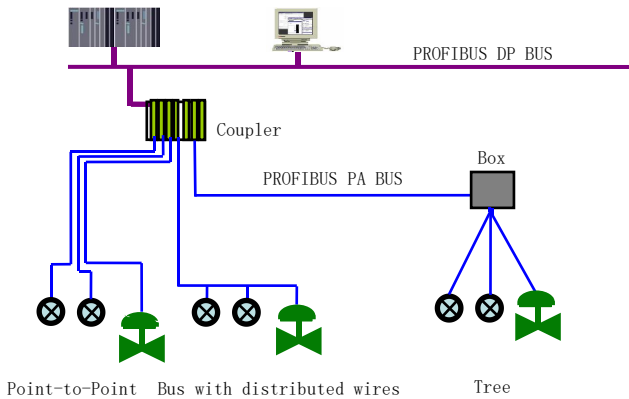 PROFIBUS DP BUS
Coupler
Box
PROFIBUS PA BUS
Point-to-Point Bus with distributed wires Tree